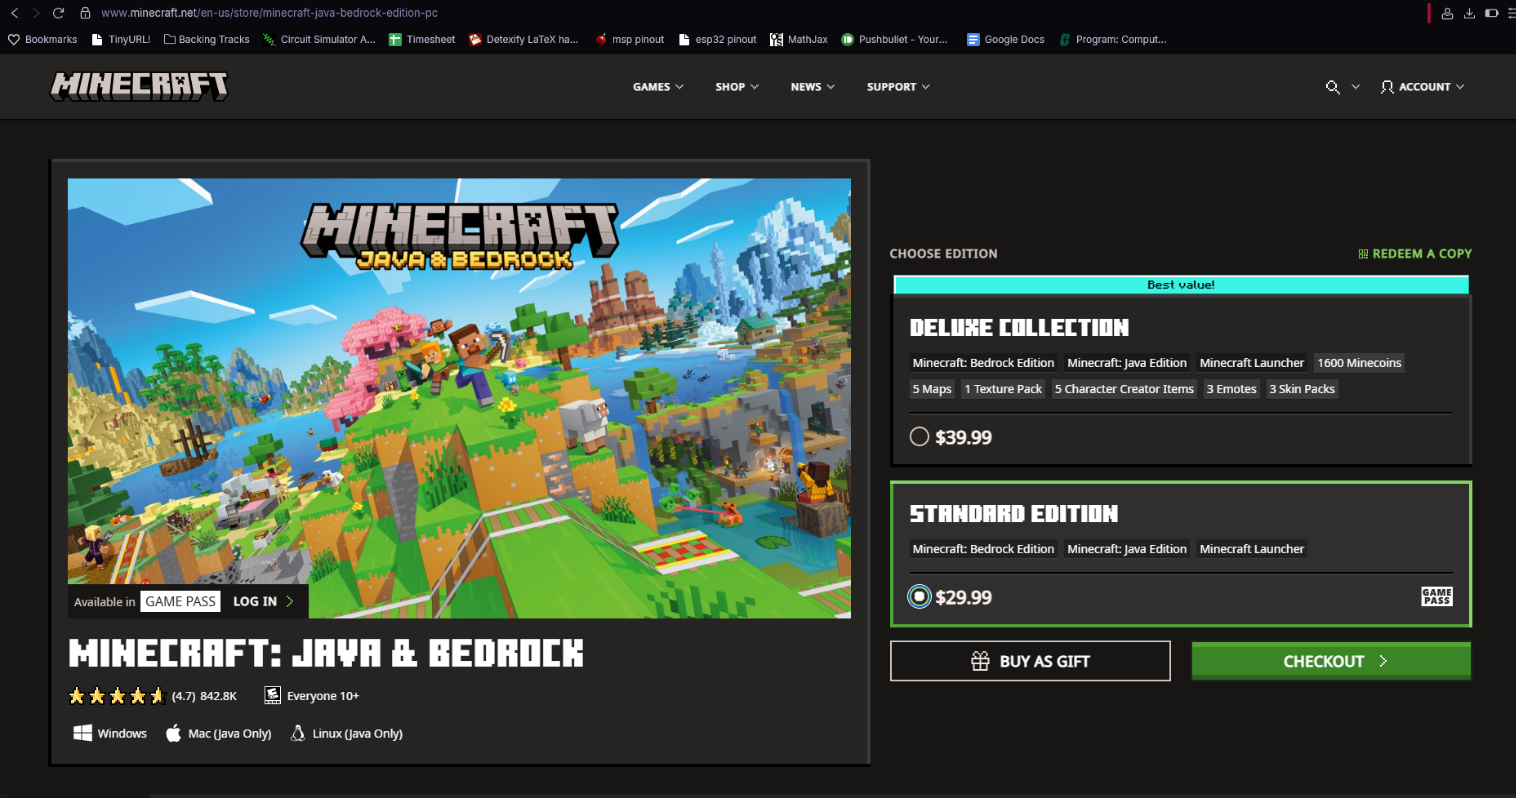 www.minecraft.net/en-us/store/minecraft-java-bedrock-edition-pc
Bookmarks TinyURL! Backing Tracks Circuit Simulator A... Timesheet Detexify LaTeX ha... msp pinout esp32 pinout MathJax Pushbullet - Your... Google Docs Program: Comput...
MINECRAFT GAMES SHOP NEWS SUPPORT ACCOUNT
MINECRAFT
JAVA & BEDROCK
Available in GAME PASS LOG IN
MINECRAFT: JAVA & BEDROCK
(4.7) 842.8K Everyone 10+
Windows Mac (Java Only) Linux (Java Only)
CHOOSE EDITION REDEEM A COPY
Best value!
DELUXE COLLECTION
Minecraft: Bedrock Edition Minecraft: Java Edition Minecraft Launcher 1600 Minecoins
5 Maps 1 Texture Pack 5 Character Creator Items 3 Emotes 3 Skin Packs
$39.99
STANDARD EDITION
Minecraft: Bedrock Edition Minecraft: Java Edition Minecraft Launcher
$29.99 GAME PASS
BUY AS GIFT CHECKOUT